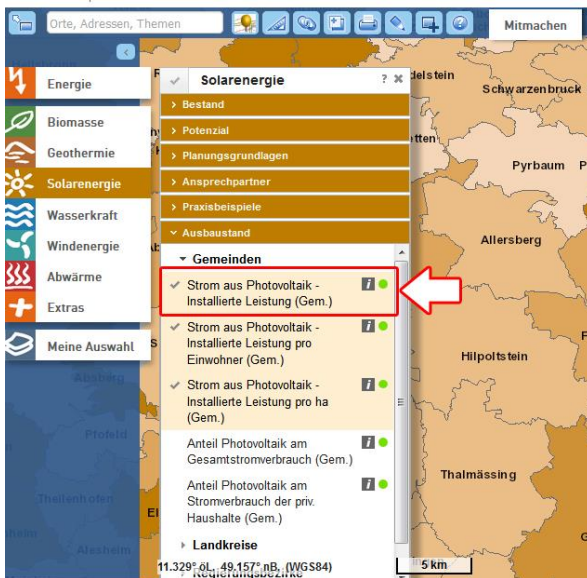 Orte, Adressen, Themen
Mitmachen
Energie
Biomasse
Geothermie
Solarenergie
Wasserkraft
Windenergie
Abwärme
Extras
Meine Auswahl
Solarenergie ?
Bestand
Potenzial
Planungsgrundlagen
Ansprechpartner
Praxisbeispiele
Ausbaustand
Gemeinden
Strom aus Photovoltaik -
Installierte Leistung (Gem.)
Strom aus Photovoltaik -
Installierte Leistung pro
Einwohner (Gem.)
Strom aus Photovoltaik -
Installierte Leistung pro ha
(Gem.)
Anteil Photovoltaik am
Gesamtstromverbrauch (Gem.)
Anteil Photovoltaik am
Stromverbrauch der priv.
Haushalte (Gem.)
Landkreise
11.329° öL, 49.157° nB, (WGS84)
Regierungsbezirke
5 km
Schwarzenbruck
Pyrbaum
Allersberg
Hilpoltstein
Thalmässing
Absberg
Pfofeld
Theilenhofen
Alesheim